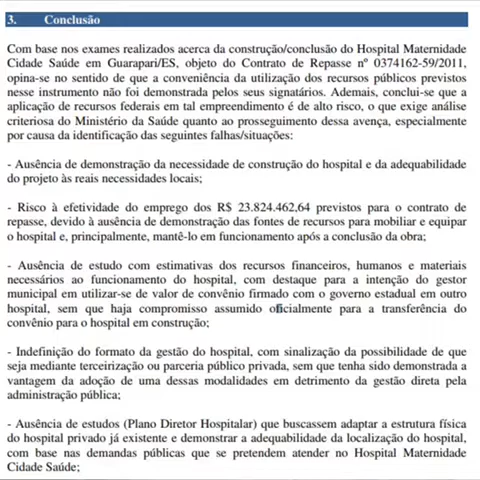 3. Conclusão
Com base nos exames realizados acerca da construção/conclusão do Hospital Maternidade
Cidade Saúde em Guarapari/ES, objeto do Contrato de Repasse nº 0374162-59/2011,
opina-se no sentido de que a conveniência da utilização dos recursos públicos previstos
nesse instrumento não foi demonstrada pelos seus signatários. Ademais, conclui-se que a
aplicação de recursos federais em tal empreendimento é de alto risco, o que exige análise
criteriosa do Ministério da Saúde quanto ao prosseguimento dessa avença, especialmente
por causa da identificação das seguintes falhas/situações:
- Ausência de demonstração da necessidade de construção do hospital e da adequabilidade
do projeto às reais necessidades locais;
- Risco à efetividade do emprego dos R$ 23.824.462,64 previstos para o contrato de
repasse, devido à ausência de demonstração das fontes de recursos para mobiliar e equipar
o hospital e, principalmente, mantê-lo em funcionamento após a conclusão da obra;
- Ausência de estudo com estimativas dos recursos financeiros, humanos e materiais
necessários ao funcionamento do hospital, com destaque para a intenção do gestor
municipal em utilizar-se de valor de convênio firmado com o governo estadual em outro
hospital, sem que haja compromisso assumido oficialmente para a transferência do
convênio para o hospital em construção;
- Indefinição do formato da gestão do hospital, com sinalização da possibilidade de que
seja mediante terceirização ou parceria público privada, sem que tenha sido demonstrada a
vantagem da adoção de uma dessas modalidades em detrimento da gestão direta pela
administração pública;
- Ausência de estudos (Plano Diretor Hospitalar) que buscassem adaptar a estrutura física
do hospital privado já existente e demonstrar a adequabilidade da localização do hospital,
com base nas demandas públicas que se pretendem atender no Hospital Maternidade
Cidade Saúde;